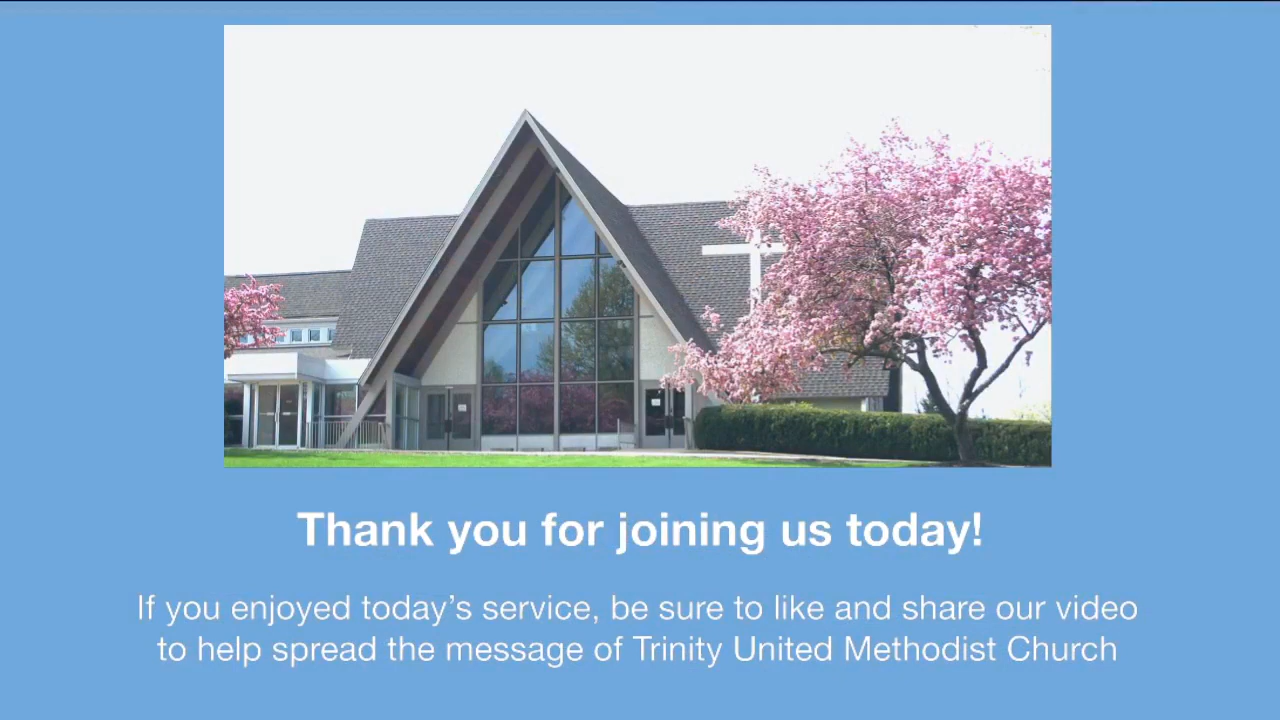 Thank you for joining us today!
If you enjoyed today’s service, be sure to like and share our video
to help spread the message of Trinity United Methodist Church